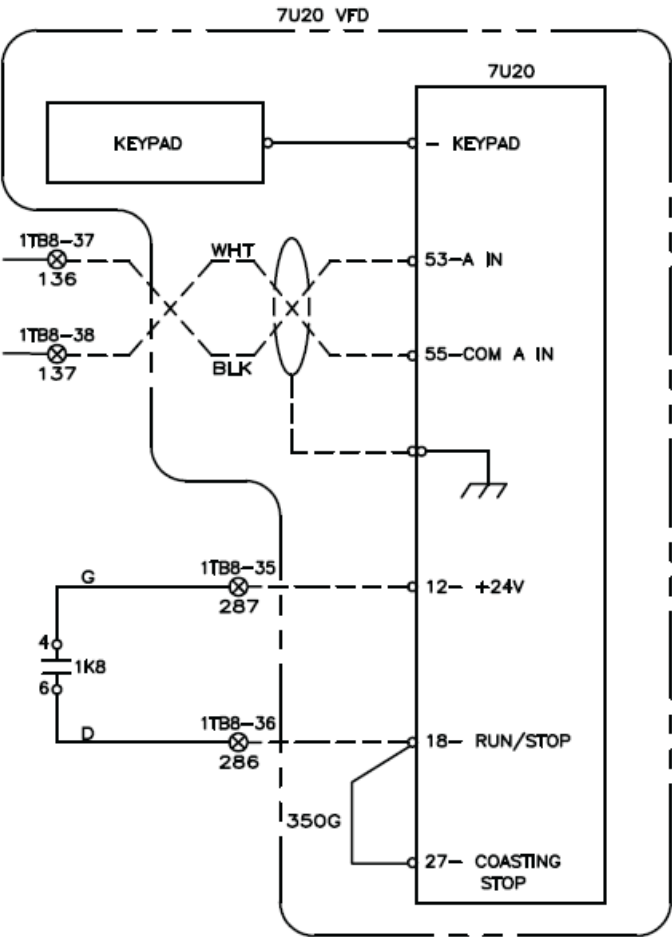 7U20 VFD
7U20
KEYPAD
- KEYPAD
1TB8-37
136
WHT
53-A IN
1TB8-38
137
BLK
55-COM A IN
G
1TB8-35
287
12- +24V
4
1K8
6
D
1TB8-36
286
18- RUN/STOP
350G
27- COASTING
STOP